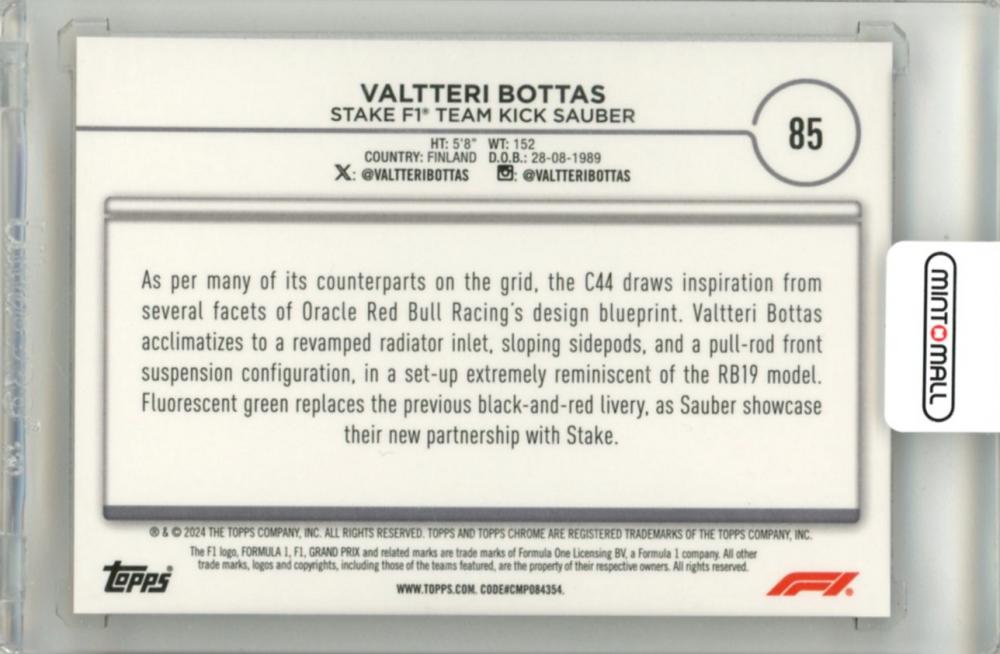 VALTTERI BOTTAS
STAKE F1® TEAM KICK SAUBER
85
HT: 5'8" WT: 152
COUNTRY: FINLAND D.O.B.: 28-08-1989
X: @VALTTERIBOTTAS : @VALTTERIBOTTAS
As per many of its counterparts on the grid, the C44 draws inspiration from
several facets of Oracle Red Bull Racing's design blueprint. Valtteri Bottas
acclimatizes to a revamped radiator inlet, sloping sidepods, and a pull-rod front
suspension configuration, in a set-up extremely reminiscent of the RB19 model.
Fluorescent green replaces the previous black-and-red livery, as Sauber showcase
their new partnership with Stake.
® & © 2024 THE TOPPS COMPANY, INC. ALL RIGHTS RESERVED. TOPPS AND TOPPS CHROME ARE REGISTERED TRADEMARKS OF THE TOPPS COMPANY, INC.
The F1 logo, FORMULA 1, F1, GRAND PRIX and related marks are trade marks of Formula One Licensing BV, a Formula 1 company. All other
trade marks, logos and copyrights, including those of the teams featured, are the property of their respective owners. All rights reserved.
WWW.TOPPS.COM. CODE#CMP084354.
topps
F1
MINTMALL